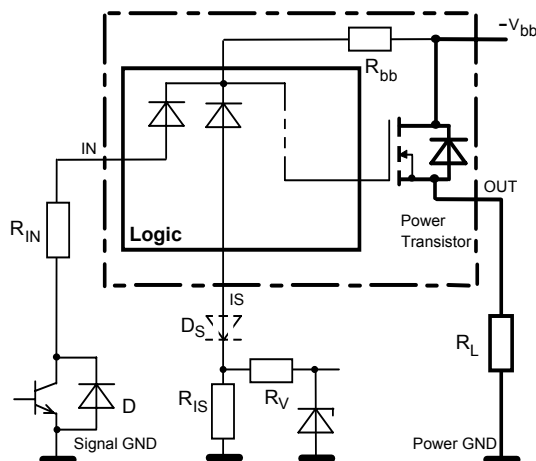 -Vbb
Rbb
IN
OUT
RIN
Logic
Power
Transistor
IS
DS
RL
D
RIS
RV
Signal GND
Power GND